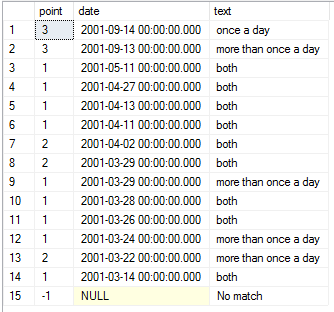 point date text
1 3 2001-09-14 00:00:00.000 once a day
2 3 2001-09-13 00:00:00.000 more than once a day
3 1 2001-05-11 00:00:00.000 both
4 1 2001-04-27 00:00:00.000 both
5 1 2001-04-13 00:00:00.000 both
6 1 2001-04-11 00:00:00.000 both
7 2 2001-04-02 00:00:00.000 both
8 2 2001-03-29 00:00:00.000 both
9 1 2001-03-29 00:00:00.000 more than once a day
10 1 2001-03-28 00:00:00.000 both
11 1 2001-03-26 00:00:00.000 both
12 1 2001-03-24 00:00:00.000 more than once a day
13 2 2001-03-22 00:00:00.000 more than once a day
14 1 2001-03-14 00:00:00.000 both
15 -1 NULL No match